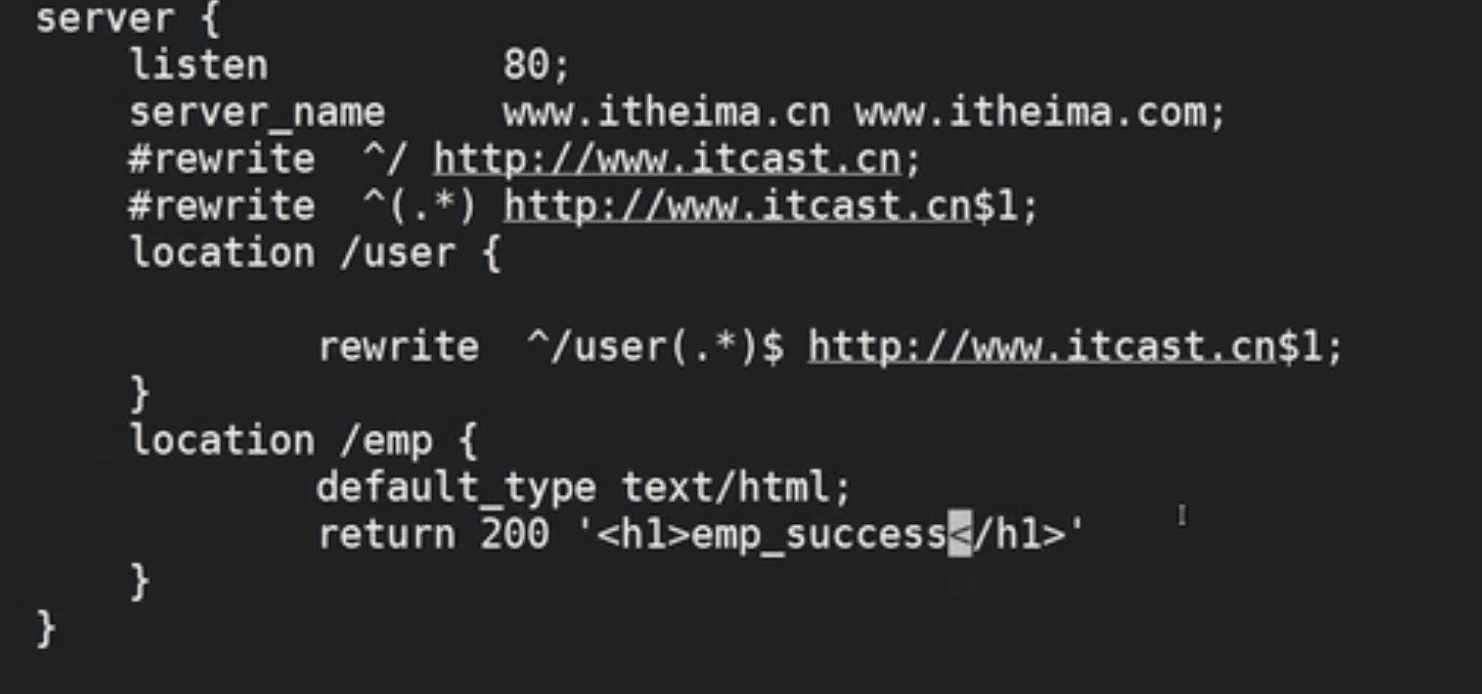 server {
listen 80;
server_name www.itheima.cn www.itheima.com;
#rewrite ^/ http://www.itcast.cn;
#rewrite ^(.*) http://www.itcast.cn$1;
location /user {
rewrite ^/user(.*)$ http://www.itcast.cn$1;
}
location /emp {
default_type text/html;
return 200 '<h1>emp_success</h1>'
}
}